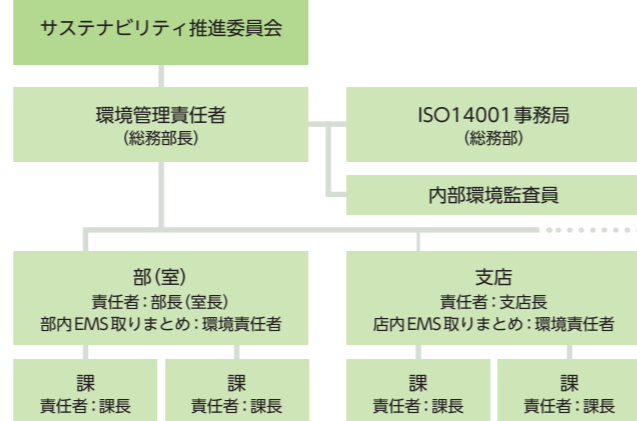 サステナビリティ推進委員会
環境管理責任者
(総務部長)
ISO14001事務局
(総務部)
内部環境監査員
部(室)
責任者:部長(室長)
部内EMS取りまとめ:環境責任者
支店
責任者:支店長
店内EMS取りまとめ:環境責任者
課
責任者:課長
課
責任者:課長
課
責任者:課長
課
責任者:課長